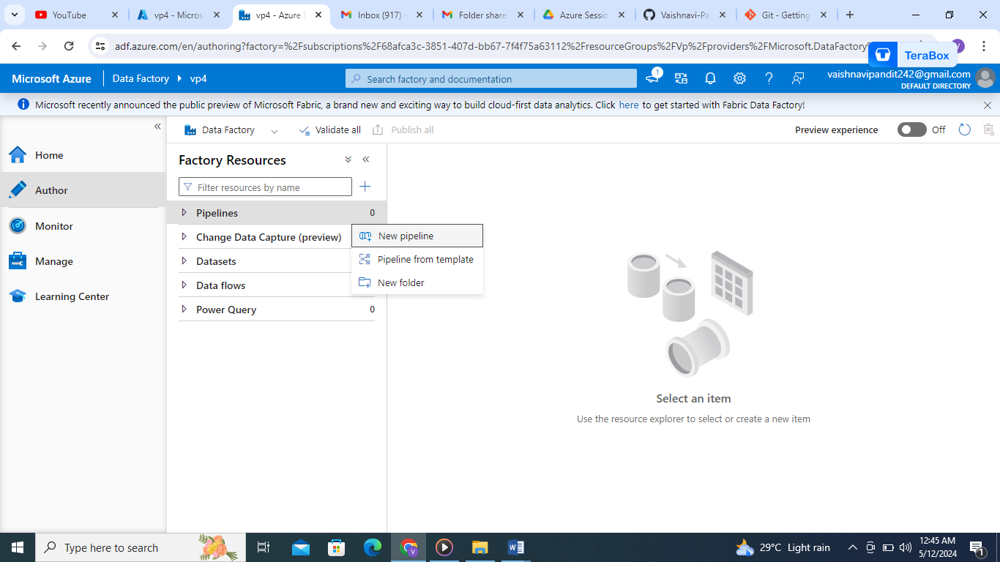 YouTube
vp4 - Micros
vp4 - Azure D
Inbox (917) -
Folder share
Azure Sessio
Vaishnavi-Pa
Git - Getting
adf.azure.com/en/authoring?factory=%2Fsubscriptions%2F68afca3c-3851-407d-bb67-7f4f75a63112%2FresourceGroups%2FVp%2Fproviders%2FMicrosoft.DataFactory%
V
TeraBox
Microsoft Azure
Data Factory
vp4
Search factory and documentation
1
vaishnavipandit242@gmail.com
DEFAULT DIRECTORY
Microsoft recently announced the public preview of Microsoft Fabric, a brand new and exciting way to build cloud-first data analytics. Click here to get started with Fabric Data Factory!
Data Factory
Validate all
Publish all
Preview experience
Off
Home
Author
Monitor
Manage
Learning Center
Factory Resources
Filter resources by name
Pipelines 0
Change Data Capture (preview)
Datasets
Data flows
Power Query 0
New pipeline
Pipeline from template
New folder
Select an item
Use the resource explorer to select or create a new item
Type here to search
V
29°C Light rain
12:45 AM
5/12/2024
1